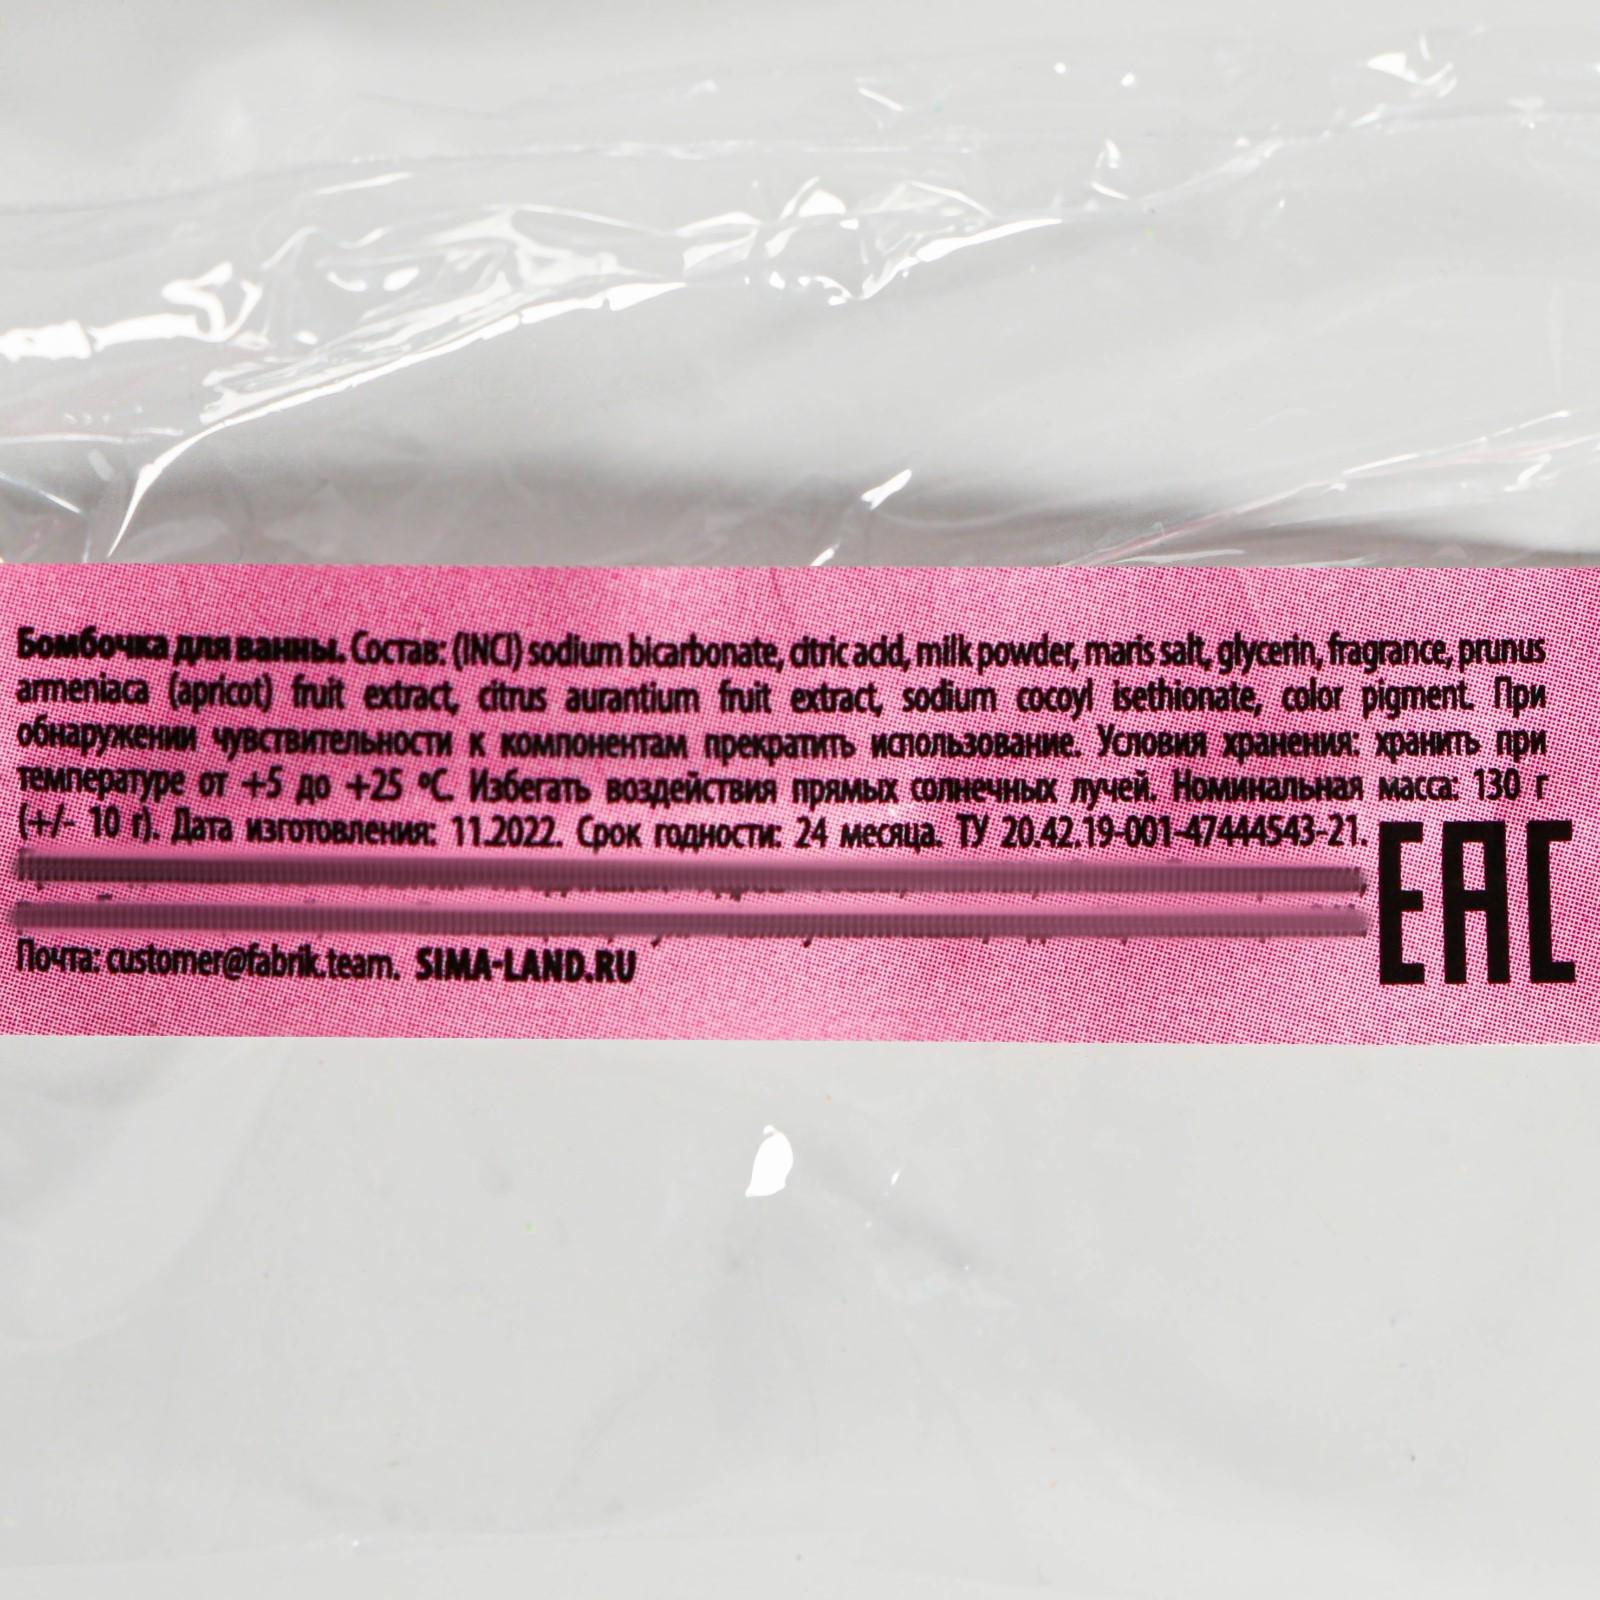 Бомбочка для ванны. Состав: (INCI) sodium bicarbonate, citric acid, milk powder, maris salt, glycerin, fragrance, prunus
armeniaca (apricot) fruit extract, citrus aurantium fruit extract, sodium cocoyl isethionate, color pigment. При
обнаружении чувствительности к компонентам прекратить использование. Условия хранения: хранить при
температуре от +5 до +25 °С. Избегать воздействия прямых солнечных лучей. Номинальная масса: 130 г
(+/- 10 г). Дата изготовления: 11.2022. Срок годности: 24 месяца. ТУ 20.42.19-001-47444543-21.
Почта: customer@fabrik.team. SIMA-LAND.RU
EAC